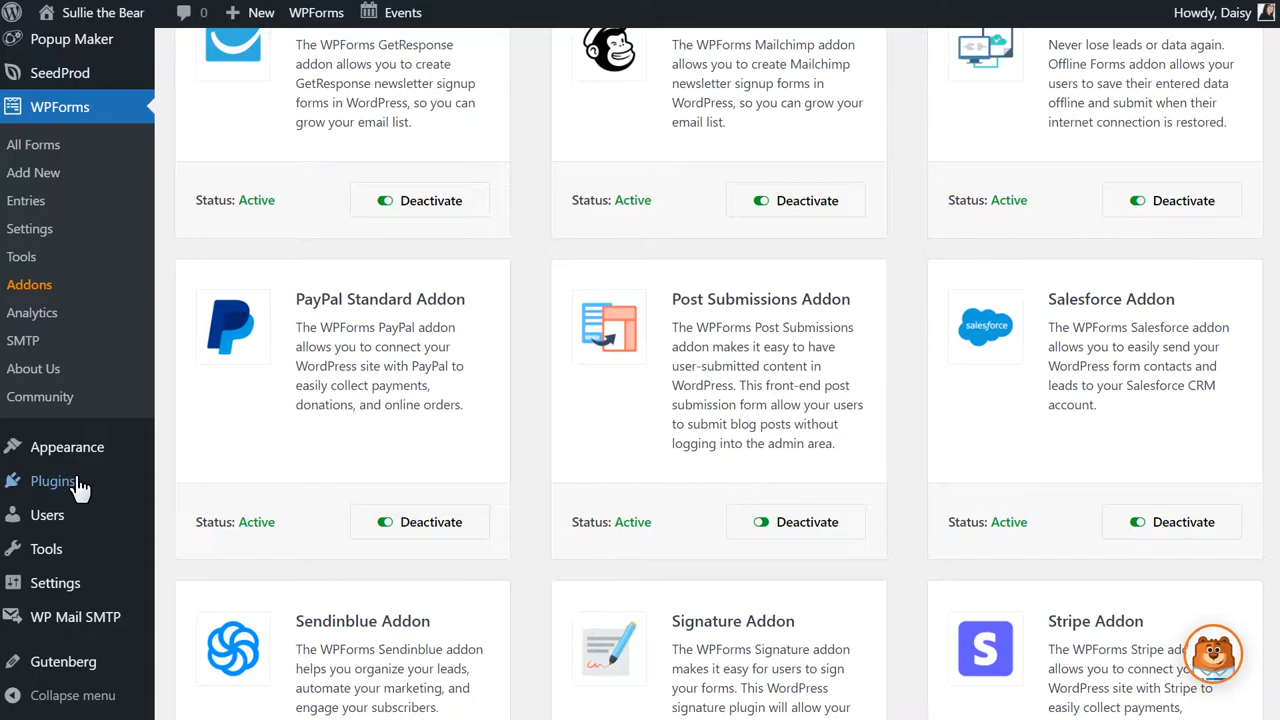 Sullie the Bear 0 New WPForms Events Howdy, Daisy
Popup Maker
SeedProd
WPForms
All Forms
Add New
Entries
Settings
Tools
Addons
Analytics
SMTP
About Us
Community
Appearance
Plugins
Users
Tools
Settings
WP Mail SMTP
Gutenberg
Collapse menu
The WPForms GetResponse
addon allows you to create
GetResponse newsletter signup
forms in WordPress, so you can
grow your email list.
Status: Active Deactivate
The WPForms Mailchimp addon
allows you to create Mailchimp
newsletter signup forms in
WordPress, so you can grow your
email list.
Status: Active Deactivate
Never lose leads or data again.
Offline Forms addon allows your
users to save their entered data
offline and submit when their
internet connection is restored.
Status: Active Deactivate
PayPal Standard Addon
The WPForms PayPal addon
allows you to connect your
WordPress site with PayPal to
easily collect payments,
donations, and online orders.
Status: Active Deactivate
Post Submissions Addon
The WPForms Post Submissions
addon makes it easy to have
user-submitted content in
WordPress. This front-end post
submission form allow your users
to submit blog posts without
logging into the admin area.
Status: Active Deactivate
Salesforce Addon
salesforce
The WPForms Salesforce addon
allows you to easily send your
WordPress form contacts and
leads to your Salesforce CRM
account.
Status: Active Deactivate
Sendinblue Addon
The WPForms Sendinblue addon
helps you organize your leads,
automate your marketing, and
engage your subscribers.
Signature Addon
The WPForms Signature addon
makes it easy for users to sign
your forms. This WordPress
signature plugin will allow your
Stripe Addon
S
The WPForms Stripe
allows you to connect
WordPress site with Stripe to
easily collect payments,